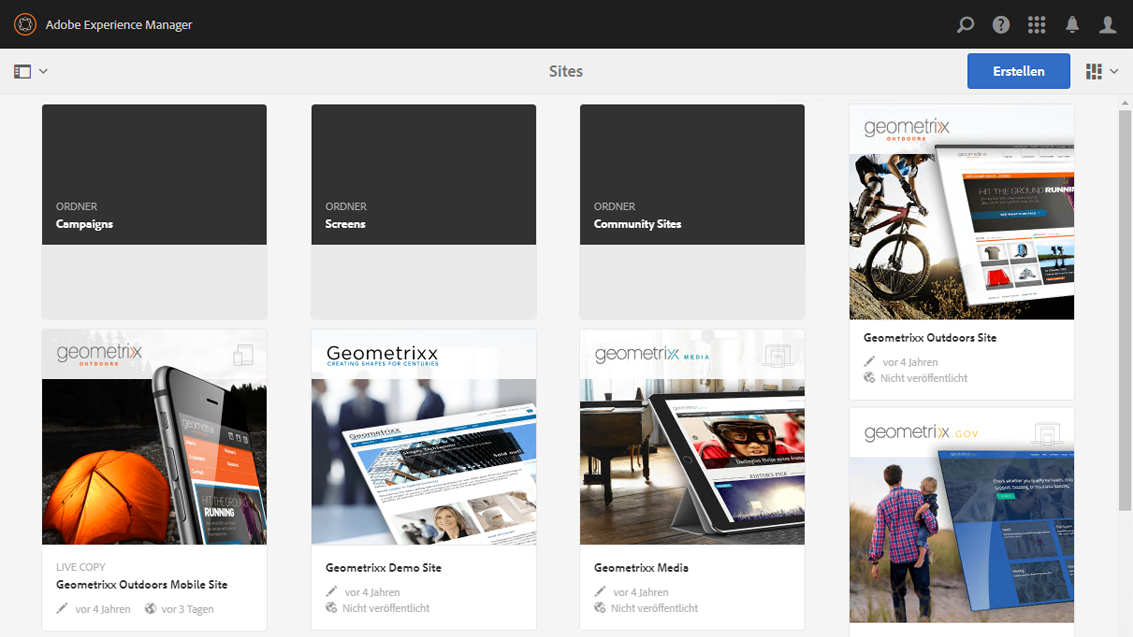 Adobe Experience Manager
Sites
Erstellen
ORDNER
Campaigns
ORDNER
Screens
ORDNER
Community Sites
geometrixx
OUTDOORS
HIT THE GROUND RUNNING
Geometrixx Outdoors Site
vor 4 Jahren
Nicht veröffentlicht
geometrixx
OUTDOORS
HIT THE GROUND
RUNNING
LIVE COPY
Geometrixx Outdoors Mobile Site
vor 4 Jahren
vor 3 Tagen
Geometrixx
CREATING SHAPES FOR CENTURIES
Geometrixx
Geometrixx Demo Site
vor 4 Jahren
Nicht veröffentlicht
geometrixx MEDIA
EDITOR'S PICK
Geometrixx Media
vor 4 Jahren
Nicht veröffentlicht
geometrixx.GOV